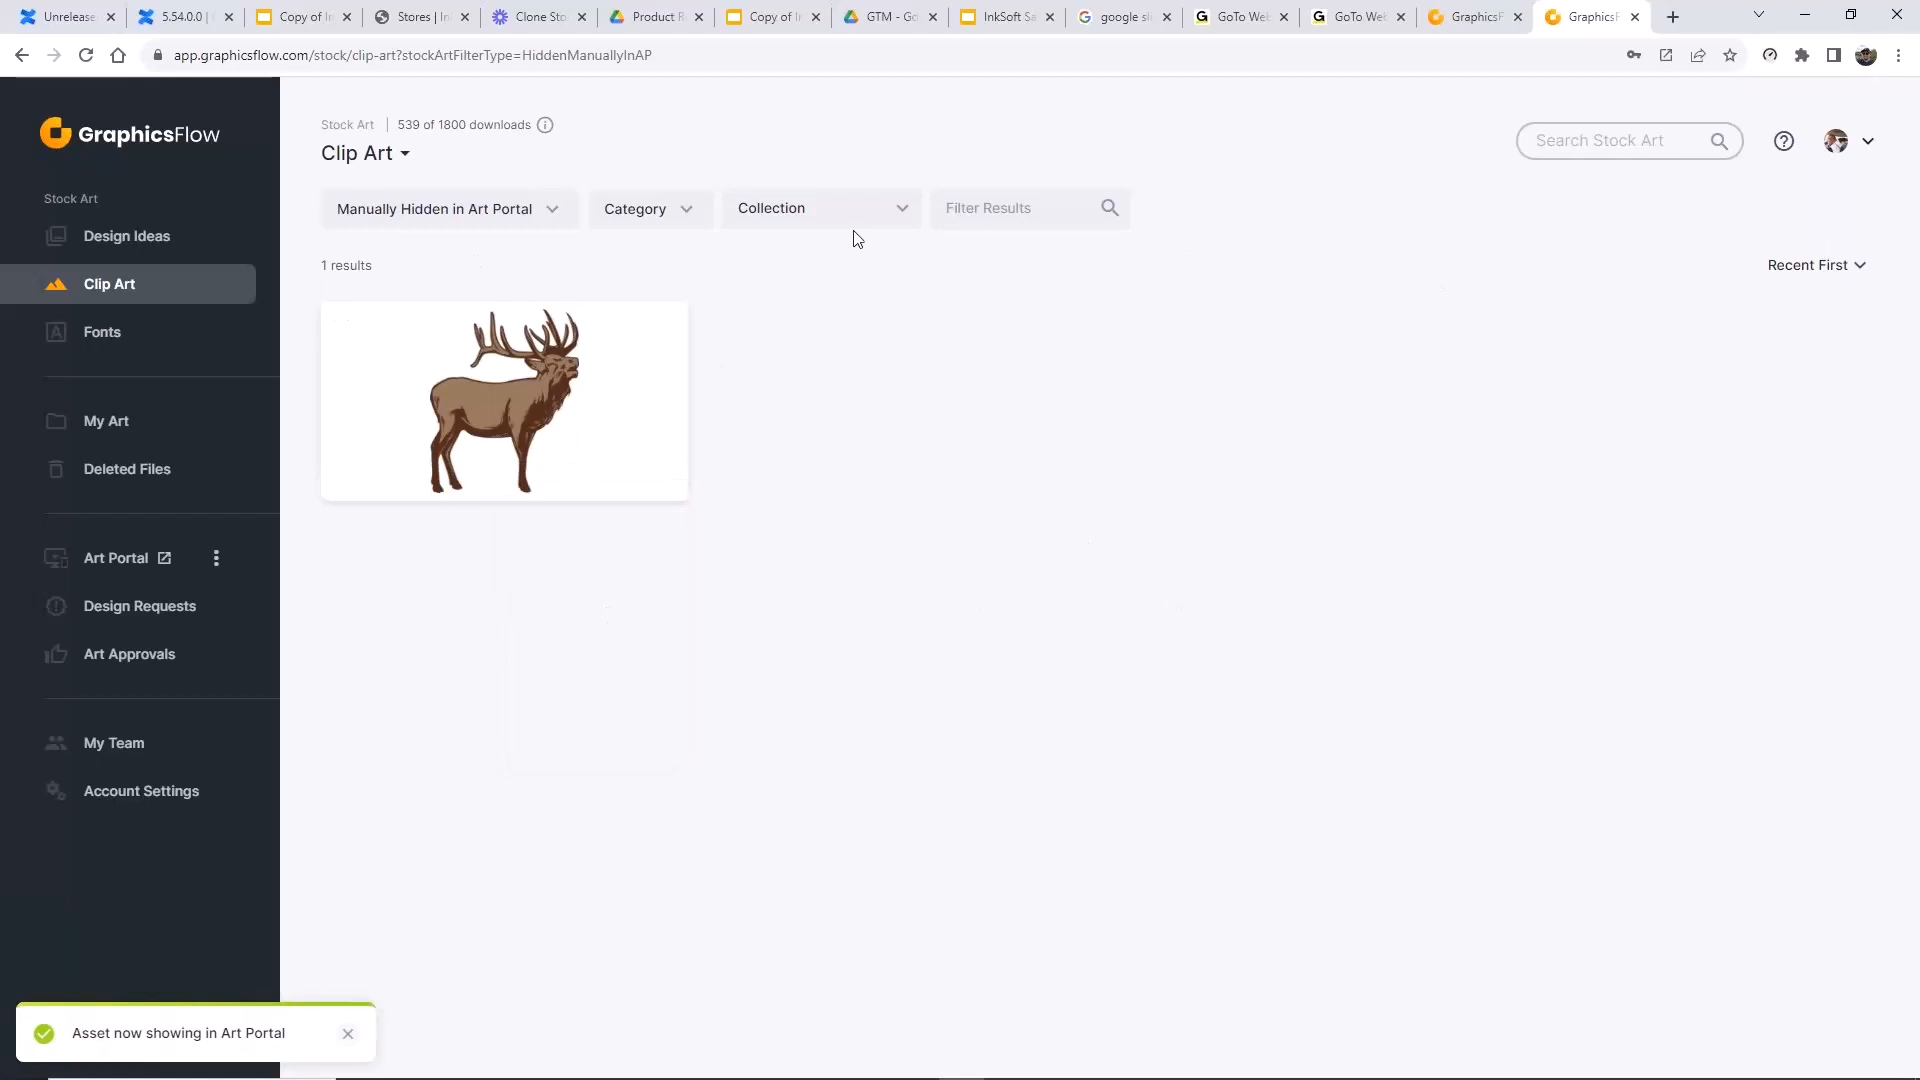 Unrelease
5.54.0.0 |
Copy of I
Stores | In
Clone Sto
Product R
Copy of I
GTM - Go
InkSoft Sa
google sli
GoTo Web
GoTo Web
GraphicsF
GraphicsF
app.graphicsflow.com/stock/clip-art?stockArtFilterType=HiddenManuallyInAP
GraphicsFlow
Stock Art
Design Ideas
Clip Art
Fonts
My Art
Deleted Files
Art Portal
Design Requests
Art Approvals
My Team
Account Settings
Stock Art | 539 of 1800 downloads
Clip Art
Search Stock Art
Manually Hidden in Art Portal
Category
Collection
Filter Results
1 results
Recent First
Asset now showing in Art Portal